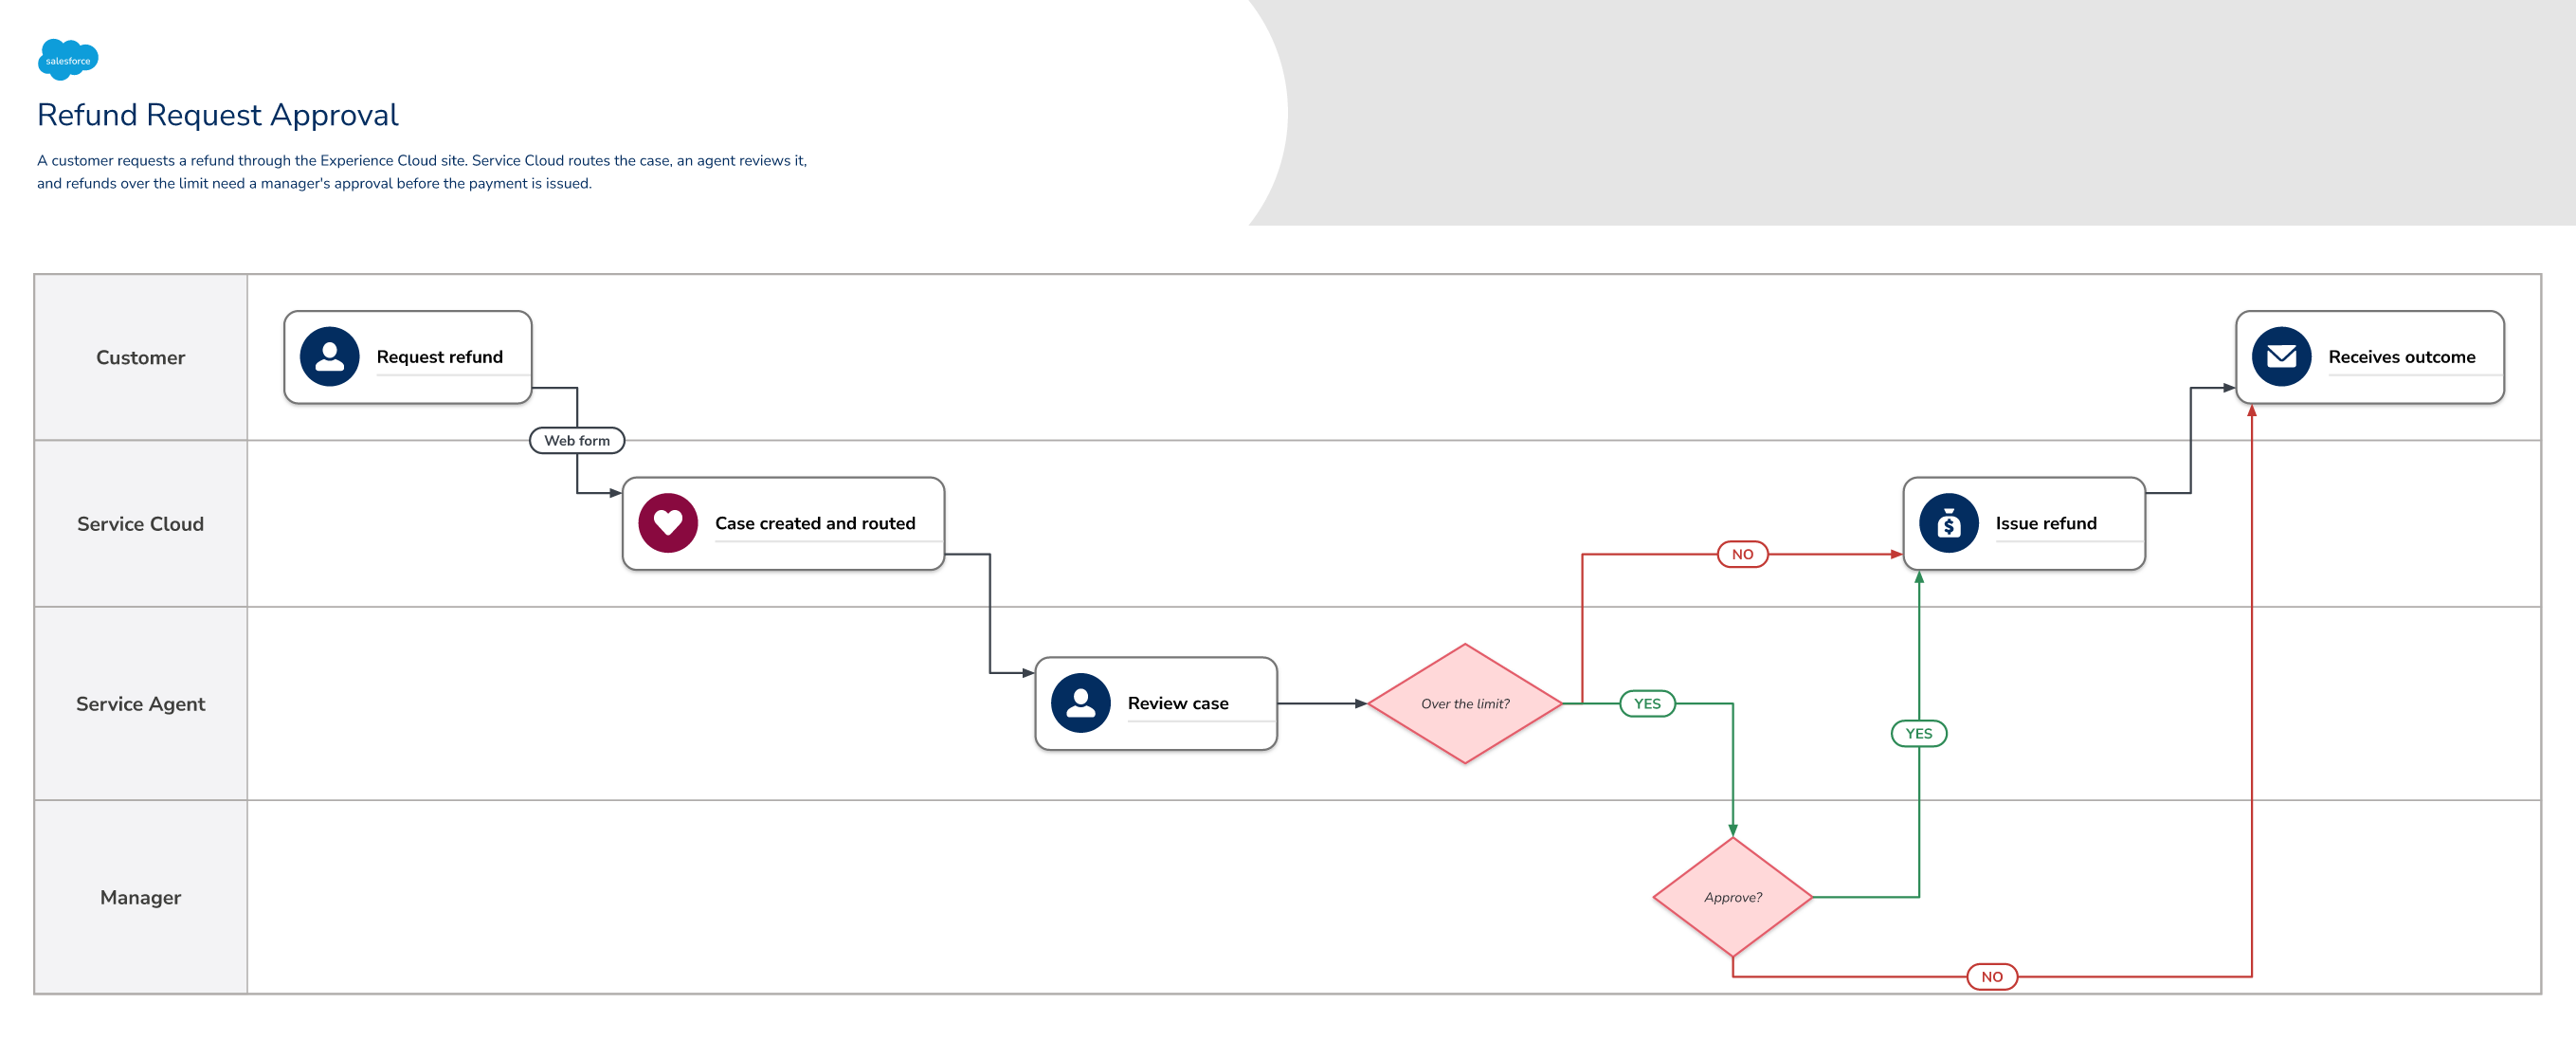 salesforce
Refund Request Approval
A customer requests a refund through the Experience Cloud site. Service Cloud routes the case, an agent reviews it,
and refunds over the limit need a manager's approval before the payment is issued.
Customer
Request refund
Receives outcome
Web form
Service Cloud
Case created and routed
Issue refund
NO
Service Agent
Review case
Over the limit?
YES
YES
Manager
Approve?
NO